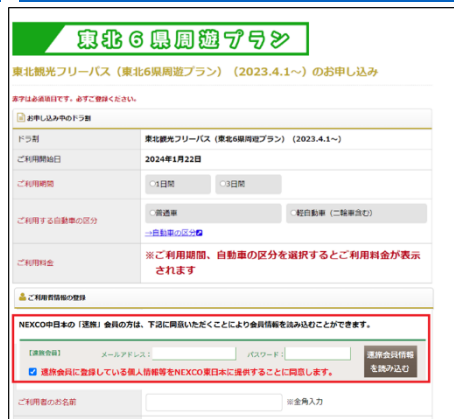 東北6県周遊プラン
東北観光フリーパス（東北6県周遊プラン）（2023.4.1～）のお申し込み
赤字は必須項目です。必ずご登録ください。
お申し込み中のドラ割
ドラ割 東北観光フリーパス（東北6県周遊プラン）（2023.4.1～）
ご利用開始日 2024年1月22日
ご利用期間 ○1日間 ○3日間
ご利用する自動車の区分 ○普通車 ○軽自動車（二輪車含む）
→自動車の区分
ご利用料金 ※ご利用期間、自動車の区分を選択するとご利用料金が表示
されます
ご利用者情報の登録
NEXCO中日本の「速旅」会員の方は、下記に同意いただくことにより会員情報を読み込むことができます。
【速旅会員】 メールアドレス： パスワード： 速旅会員情報
を読み込む
速旅会員に登録している個人情報等をNEXCO東日本に提供することに同意します。
ご利用者のお名前 ※全角入力